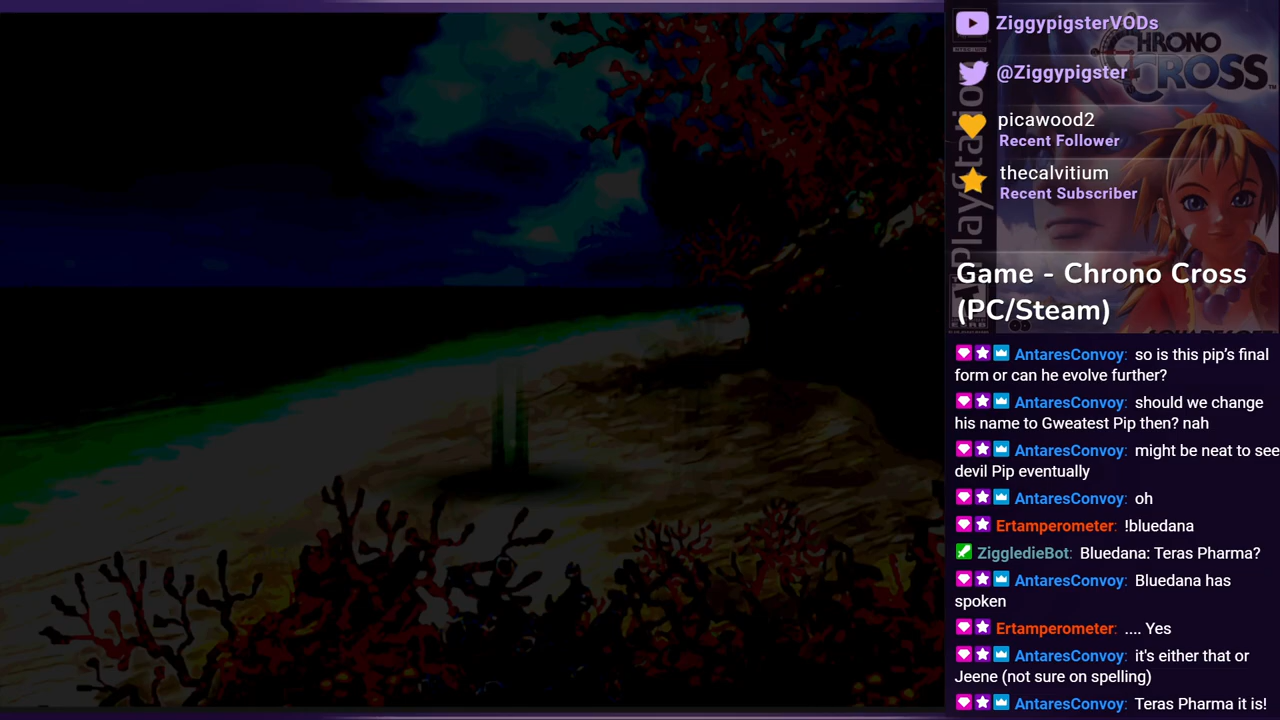 ZiggypigsterVODs
@Ziggypigster
picawood2
Recent Follower
thecalvitium
Recent Subscriber
CHRONO
CROSS
PlayStation
Game - Chrono Cross
(PC/Steam)
AntaresConvoy: so is this pip's final
form or can he evolve further?
AntaresConvoy: should we change
his name to Gweatest Pip then? nah
AntaresConvoy: might be neat to see
devil Pip eventually
AntaresConvoy: oh
Ertamperometer: !bluedana
ZiggledieBot: Bluedana: Teras Pharma?
AntaresConvoy: Bluedana has
spoken
Ertamperometer: .... Yes
AntaresConvoy: it's either that or
Jeene (not sure on spelling)
AntaresConvoy: Teras Pharma it is!